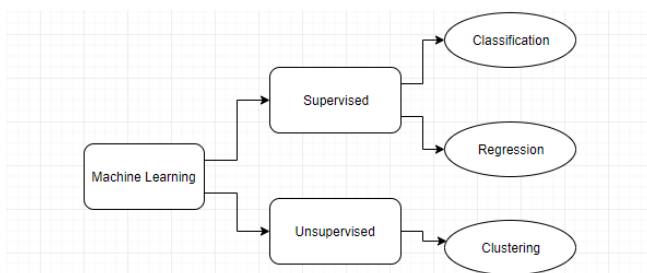 Machine Learning
Supervised
Classification
Regression
Unsupervised
Clustering